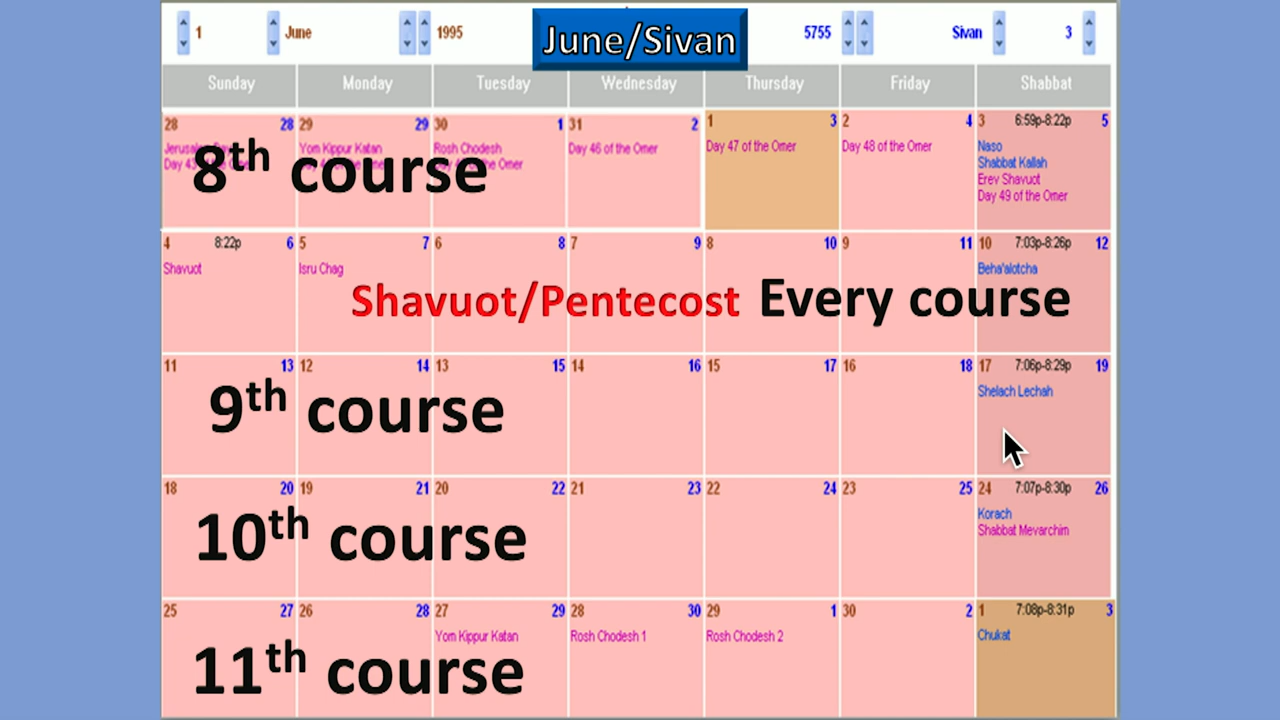 1 June 1995 June/Sivan 5755 Sivan 3
Sunday Monday Tuesday Wednesday Thursday Friday Shabbat
28 28 29 29 30 1 31 2 1 3 2 4 3 6:59p-8:22p 5
Yom Kippur Katan Rosh Chodesh Day 46 of the Omer Day 47 of the Omer Day 48 of the Omer Naso
Shabbat Kallah
Erev Shavuot
Day 49 of the Omer
8th course
4 8:22p 6 5 7 6 8 7 9 8 10 9 11 10 7:03p-8:26p 12
Shavuot Isru Chag Beha'alotcha
Shavuot/Pentecost Every course
11 13 12 14 13 15 14 16 15 17 16 18 17 7:06p-8:29p 19
Shelach Lechah
9th course
18 20 19 21 20 22 21 23 22 24 23 25 24 7:07p-8:30p 26
Korach
Shabbat Mevarchim
10th course
25 27 26 28 27 29 28 30 29 1 30 2 1 7:08p-8:31p 3
Yom Kippur Katan Rosh Chodesh 1 Rosh Chodesh 2 Chukat
11th course